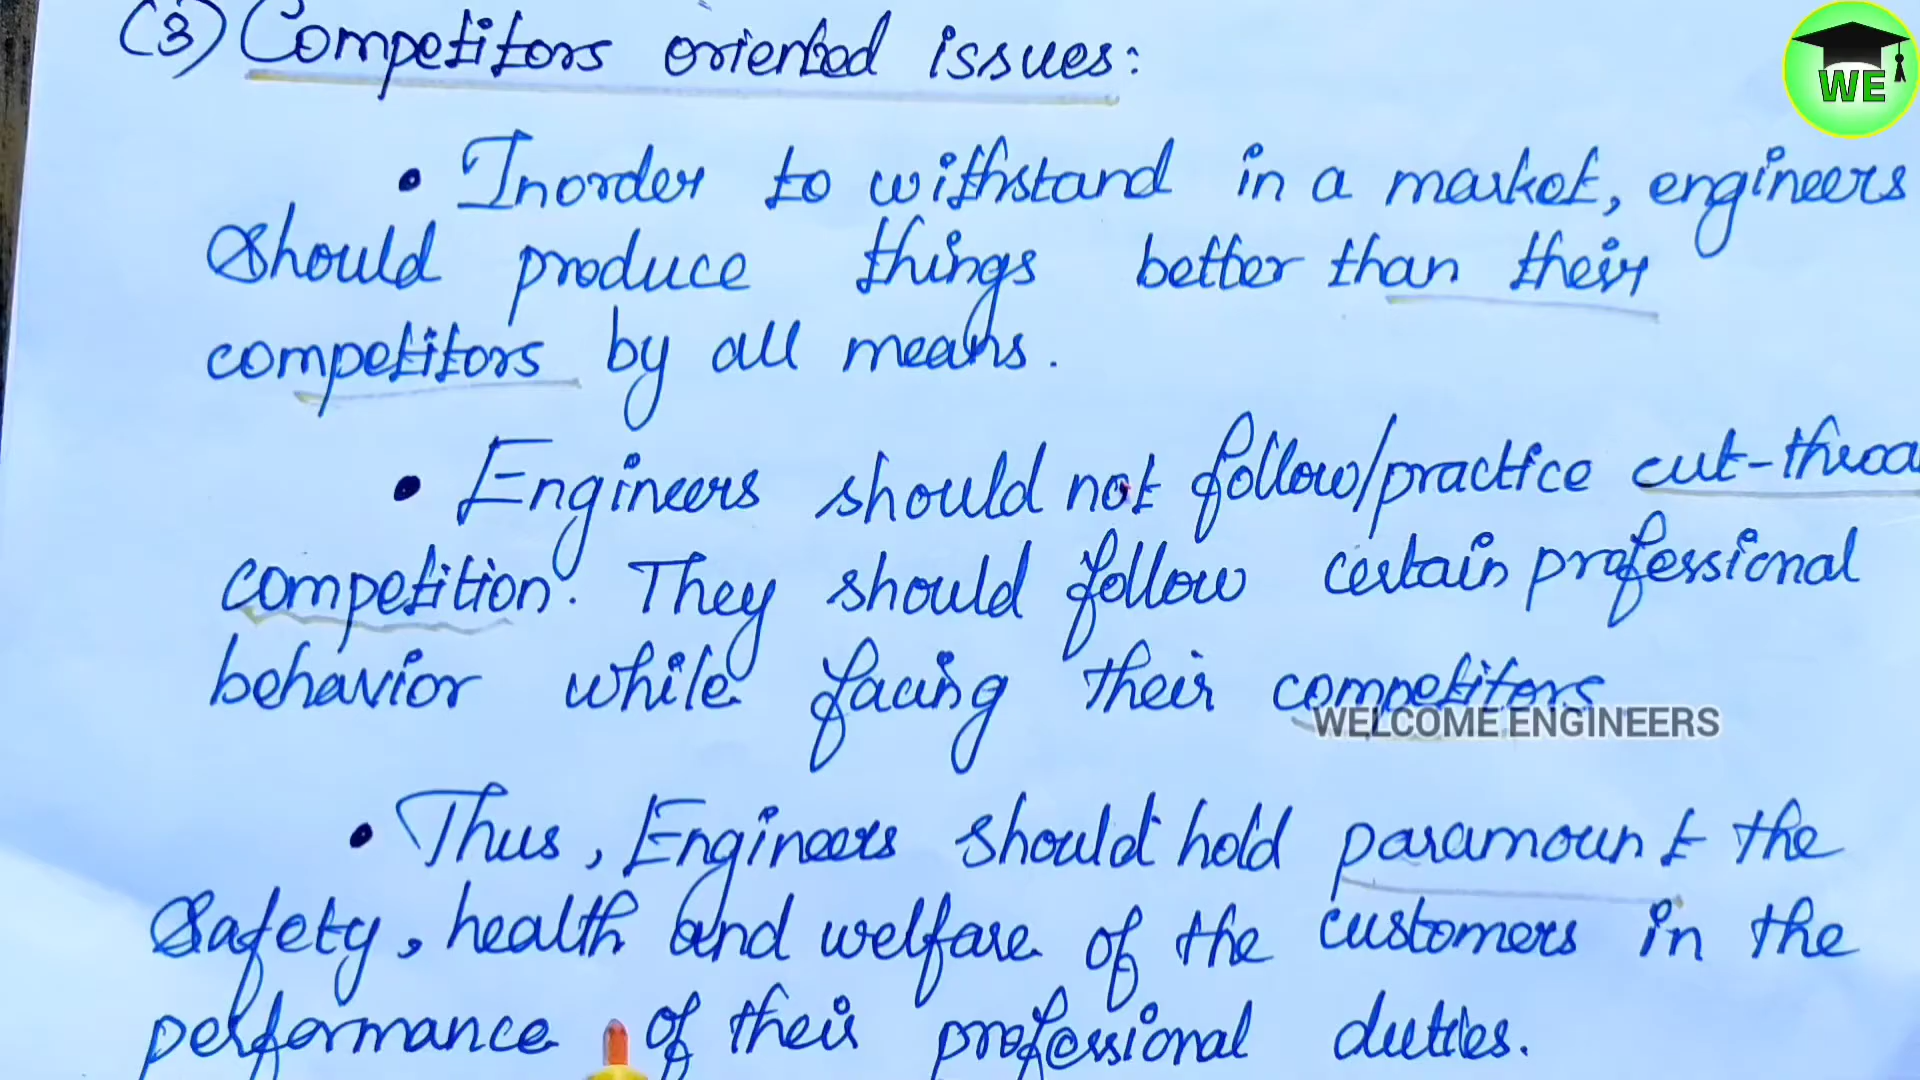 (3) Competitors oriented issues:
WE
• Inorder to withstand in a market, engineers
should produce things better than their
competitors by all means.
• Engineers should not follow/practice cut-throa
competition. They should follow certain professional
behavior while facing their competitors
WELCOME ENGINEERS
• Thus, Engineers should hold paramount the
safety, health and welfare of the customers in the
performance of their professional duties.